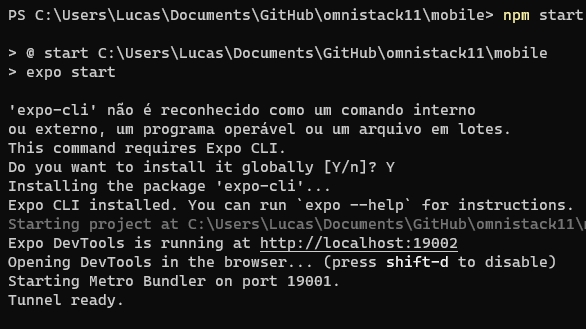 PS C:\Users\Lucas\Documents\GitHub\omnistack11\mobile> npm start
> @ start C:\Users\Lucas\Documents\GitHub\omnistack11\mobile
> expo start
'expo-cli' não é reconhecido como um comando interno
ou externo, um programa operável ou um arquivo em lotes.
This command requires Expo CLI.
Do you want to install it globally [Y/n]? Y
Installing the package 'expo-cli'...
Expo CLI installed. You can run `expo --help` for instructions.
Starting project at C:\Users\Lucas\Documents\GitHub\omnistack11\
Expo DevTools is running at http://localhost:19002
Opening DevTools in the browser... (press shift-d to disable)
Starting Metro Bundler on port 19001.
Tunnel ready.